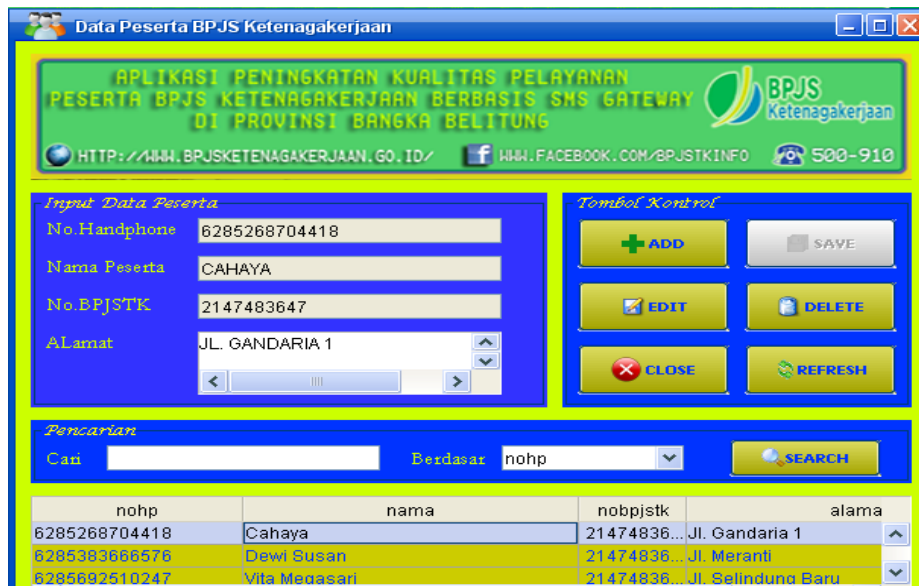 Data Peserta BPJS Ketenagakerjaan
APLIKASI PENINGKATAN KUALITAS PELAYANAN
PESERTA BPJS KETENAGAKERJAAN BERBASIS SMS GATEWAY
DI PROVINSI BANGKA BELITUNG
BPJS
Ketenagakerjaan
HTTP://WWW.BPJSKETENAGAKERJAAN.GO.ID/ WWW.FACEBOOK.COM/BPJSTKINFO 500-910
Input Data Peserta
No.Handphone 6285268704418
Nama Peserta CAHAYA
No.BPJSTK 2147483647
ALamat JL. GANDARIA 1
Tombol Kontrol
ADD SAVE
EDIT DELETE
CLOSE REFRESH
Pencarian
Cari Berdasar nohp SEARCH
nohp nama nobpjstk alama
6285268704418 Cahaya 21474836... Jl. Gandaria 1
6285383666576 Dewi Susan 21474836... Jl. Meranti
6285692510247 Vita Megasari 21474836... Jl. Selindung Baru